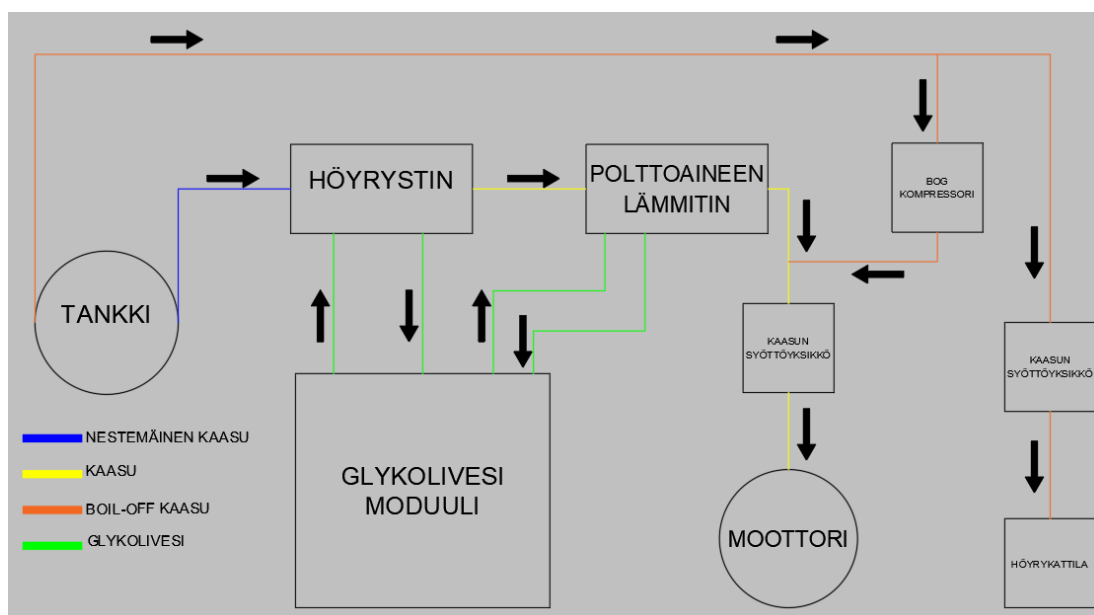 HÖYRYSTIN
POLTTOAINEEN
LÄMMITIN
BOG
KOMPRESSORI
TANKKI
KAASUN
SYÖTTÖYKSIKKÖ
KAASUN
SYÖTTÖYKSIKKÖ
NESTEMÄINEN KAASU
KAASU
BOIL-OFF KAASU
GLYKOLIVESI
GLYKOLIVESI
MODUULI
MOOTTORI
HÖYRYKATTILA